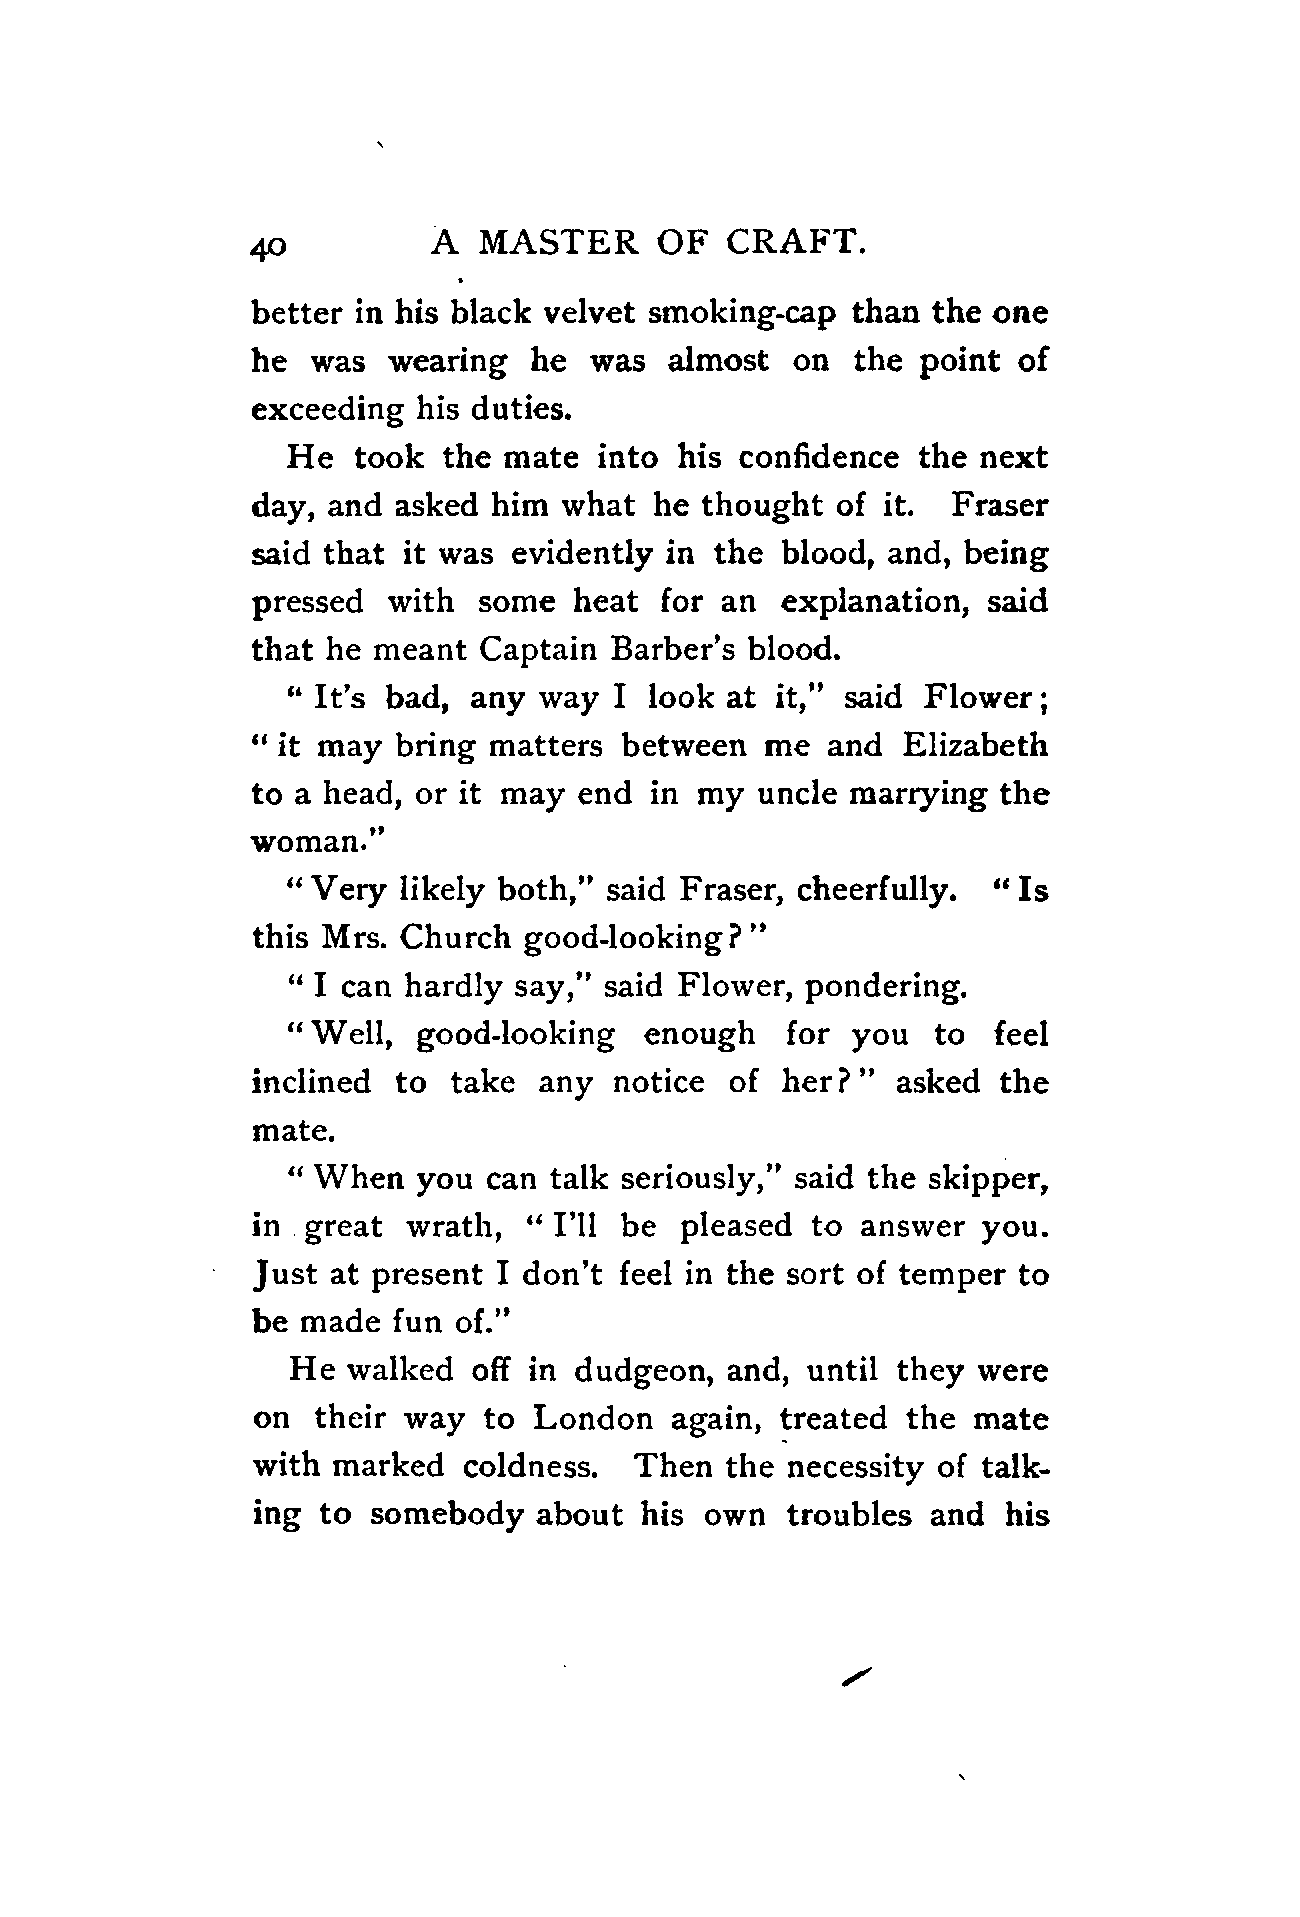 40 A MASTER OF CRAFT.
better in his black velvet smoking-cap than the one
he was wearing he was almost on the point of
exceeding his duties.
He took the mate into his confidence the next
day, and asked him what he thought of it. Fraser
said that it was evidently in the blood, and, being
pressed with some heat for an explanation, said
that he meant Captain Barber's blood.
" It's bad, any way I look at it," said Flower;
" it may bring matters between me and Elizabeth
to a head, or it may end in my uncle marrying the
woman."
" Very likely both," said Fraser, cheerfully. " Is
this Mrs. Church good-looking? "
" I can hardly say," said Flower, pondering.
" Well, good-looking enough for you to feel
inclined to take any notice of her? " asked the
mate.
" When you can talk seriously," said the skipper,
in great wrath, " I'll be pleased to answer you.
Just at present I don't feel in the sort of temper to
be made fun of."
He walked off in dudgeon, and, until they were
on their way to London again, treated the mate
with marked coldness. Then the necessity of talk-
ing to somebody about his own troubles and his